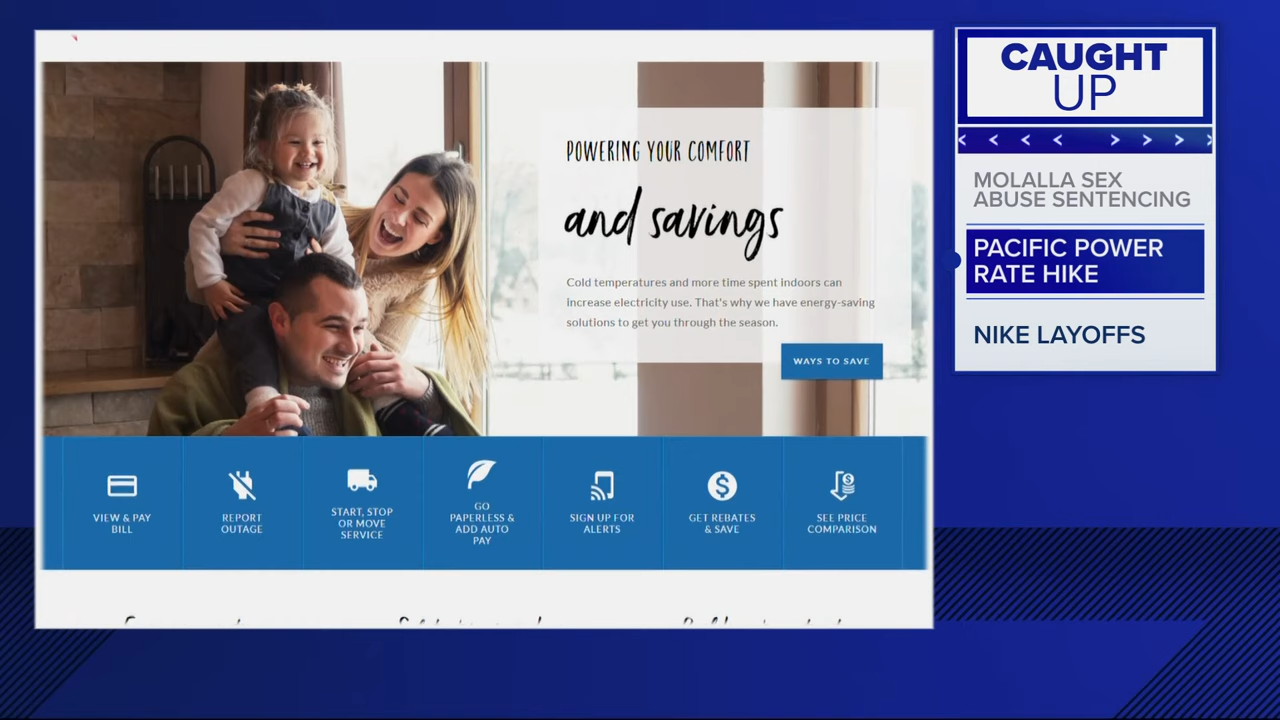 POWERING YOUR COMFORT
and savings
Cold temperatures and more time spent indoors can
increase electricity use. That's why we have energy-saving
solutions to get you through the season.
WAYS TO SAVE
VIEW & PAY
BILL
REPORT
OUTAGE
START, STOP
OR MOVE
SERVICE
GO
PAPERLESS &
ADD AUTO
PAY
SIGN UP FOR
ALERTS
GET REBATES
& SAVE
SEE PRICE
COMPARISON
CAUGHT
UP
MOLALLA SEX
ABUSE SENTENCING
PACIFIC POWER
RATE HIKE
NIKE LAYOFFS